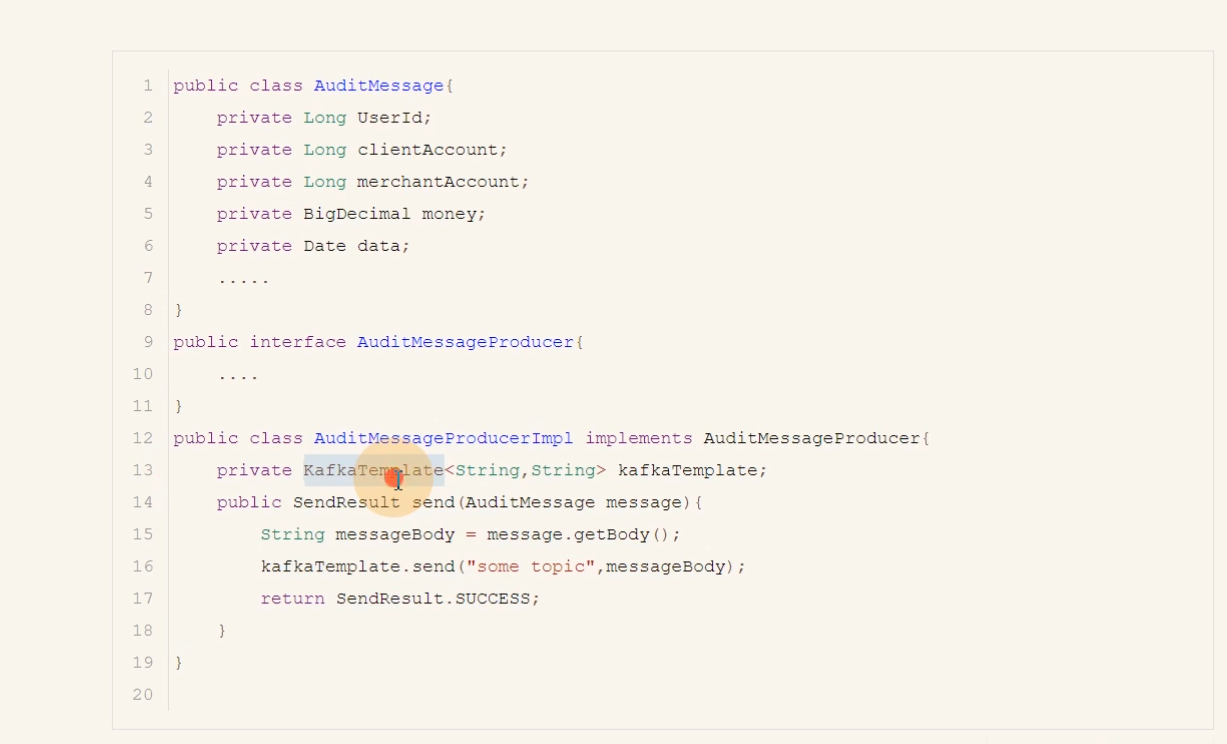 1 public class AuditMessage{
2 private Long UserId;
3 private Long clientAccount;
4 private Long merchantAccount;
5 private BigDecimal money;
6 private Date data;
7 .....
8 }
9 public interface AuditMessageProducer{
10 ....
11 }
12 public class AuditMessageProducerImpl implements AuditMessageProducer{
13 private KafkaTemplate<String,String> kafkaTemplate;
14 public SendResult send(AuditMessage message){
15 String messageBody = message.getBody();
16 kafkaTemplate.send("some topic",messageBody);
17 return SendResult.SUCCESS;
18 }
19 }
20